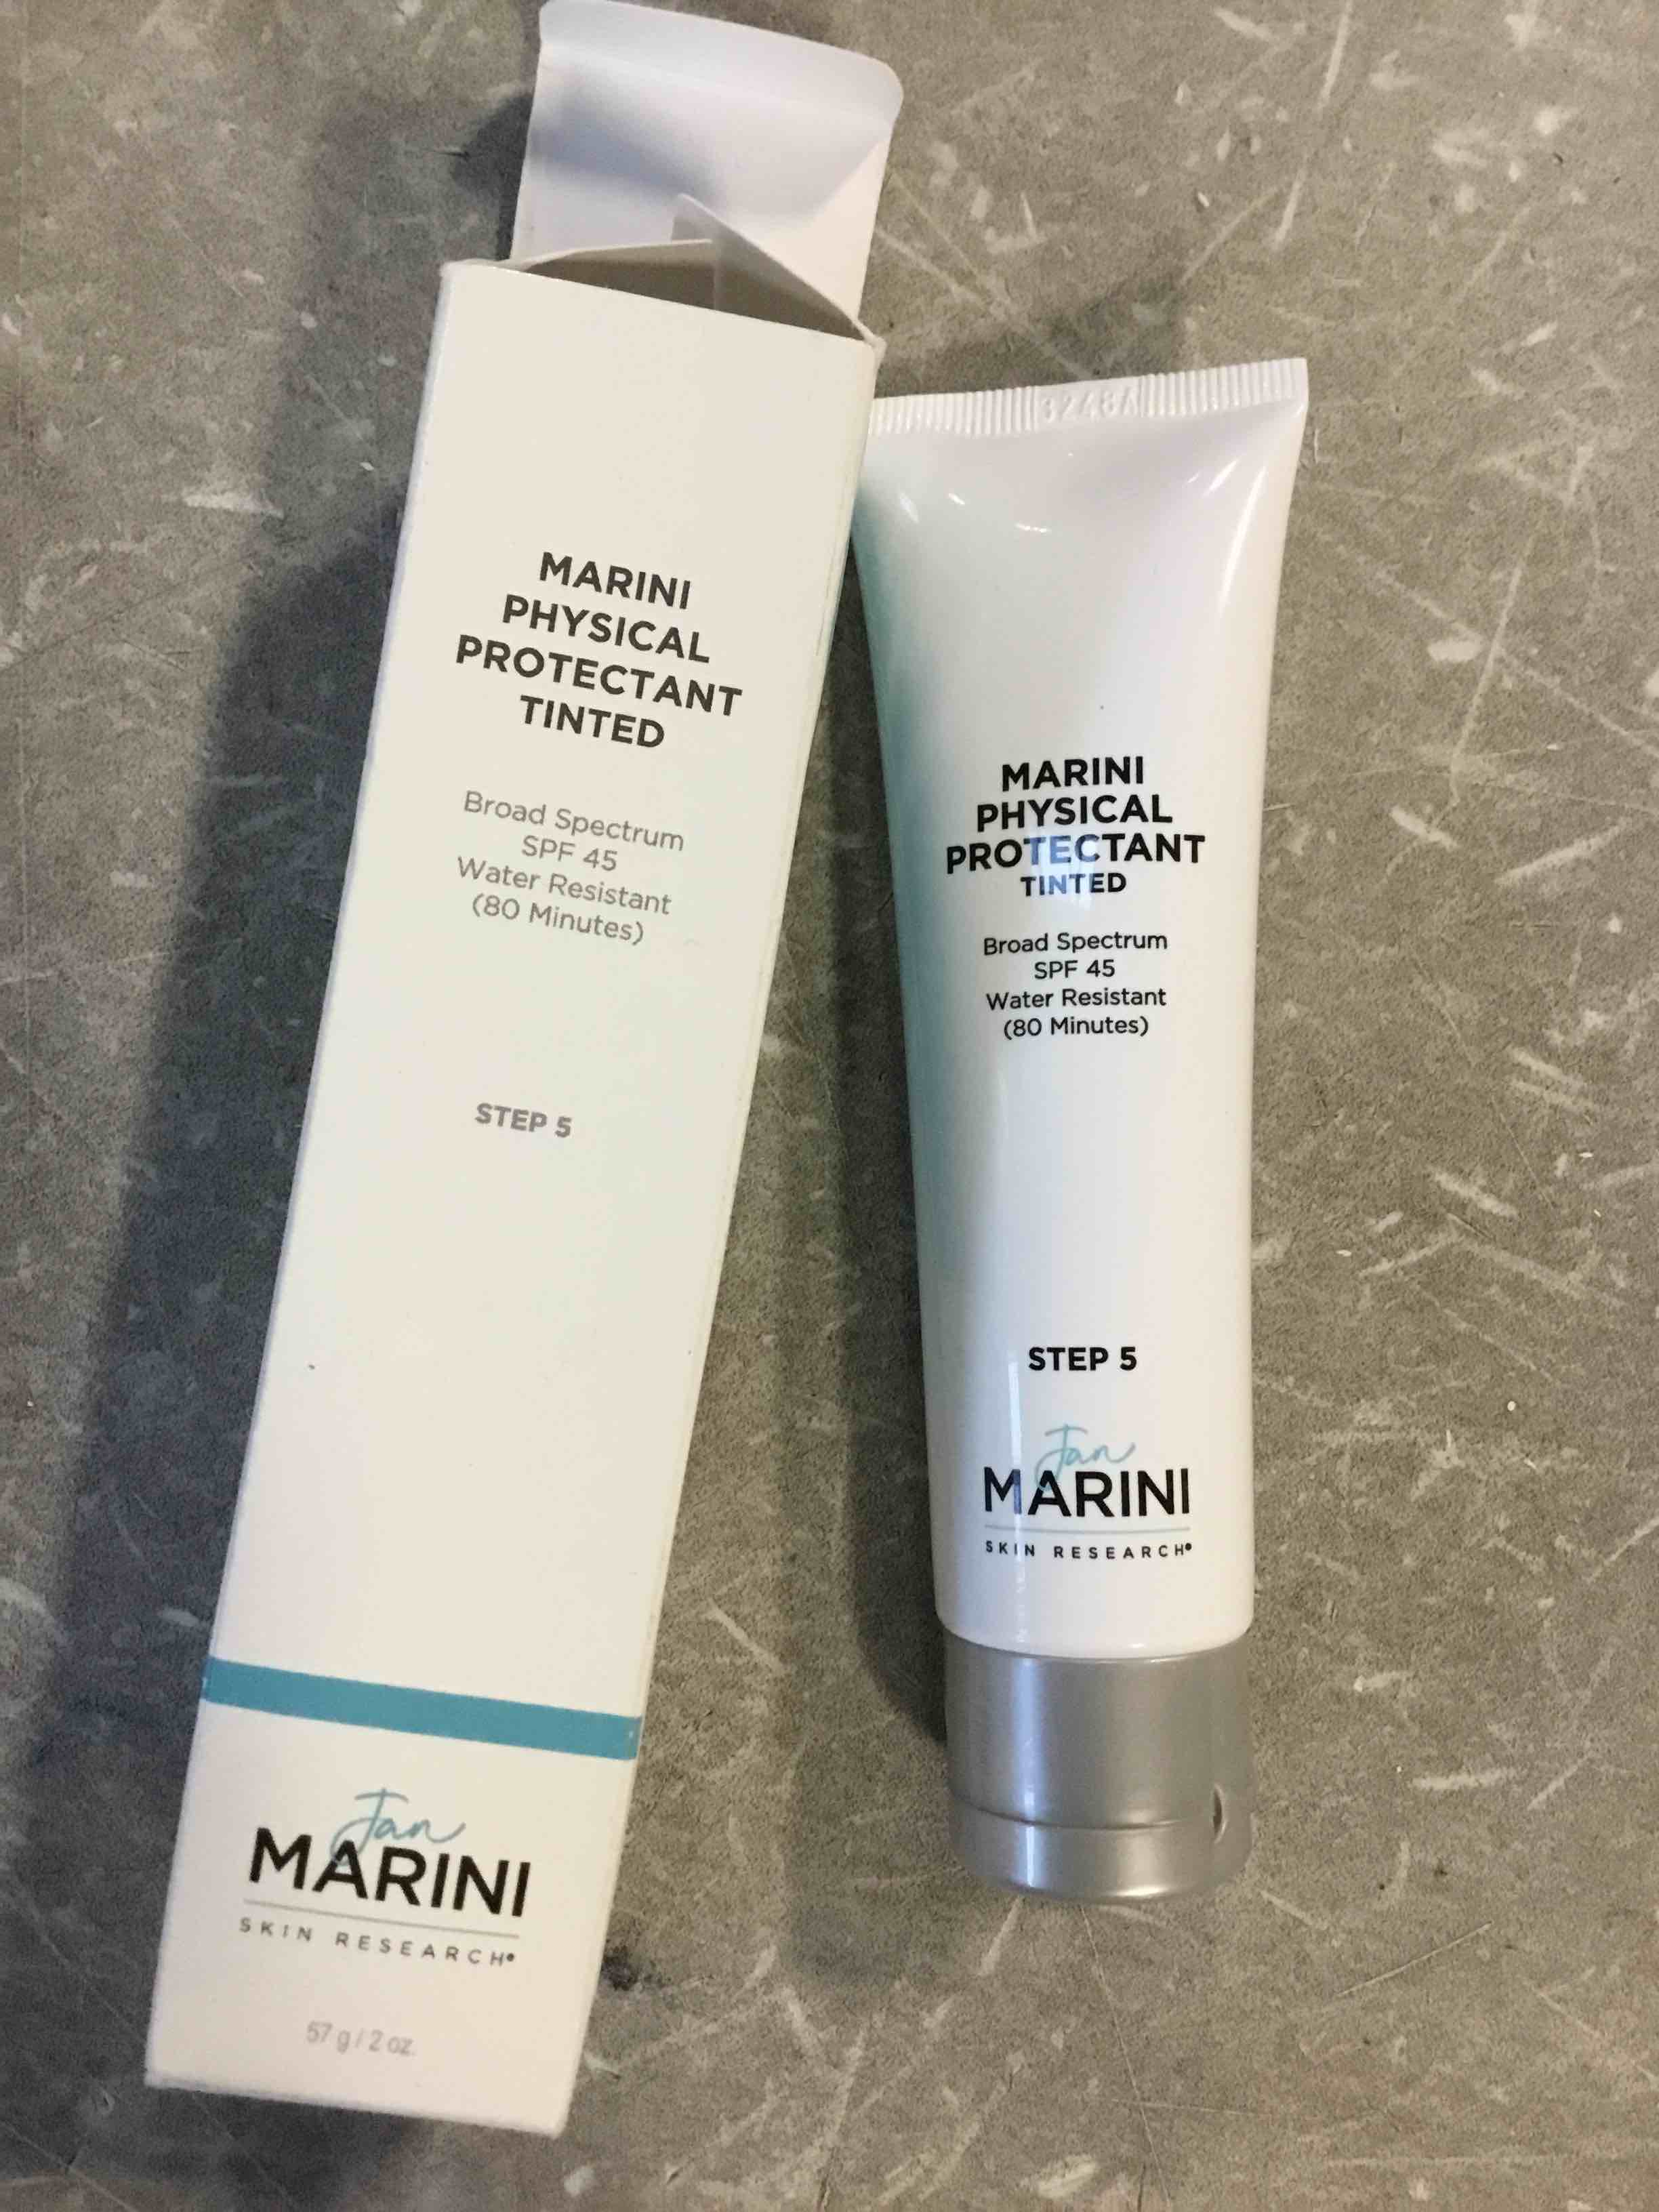 MARINI
PHYSICAL
PROTECTANT
TINTED
Broad Spectrum
SPF 45
Water Resistant
(80 Minutes)
STEP 5
Jan
MARINI
SKIN RESEARCH®
57 g / 2 oz.
3248A
MARINI
PHYSICAL
PROTECTANT
TINTED
Broad Spectrum
SPF 45
Water Resistant
(80 Minutes)
STEP 5
Jan
MARINI
SKIN RESEARCH®